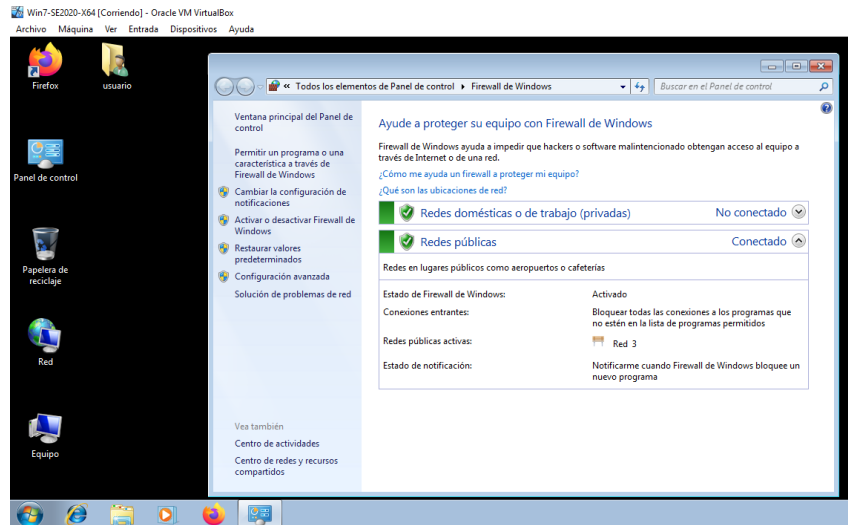 Win7-SE2020-X64 [Corriendo] - Oracle VM VirtualBox
Archivo Máquina Ver Entrada Dispositivos Ayuda
Firefox
usuario
Panel de control
Papelera de
reciclaje
Red
Equipo
« Todos los elementos de Panel de control Firewall de Windows
Buscar en el Panel de control
Ventana principal del Panel de
control
Permitir un programa o una
característica a través de
Firewall de Windows
Cambiar la configuración de
notificaciones
Activar o desactivar Firewall de
Windows
Restaurar valores
predeterminados
Configuración avanzada
Solución de problemas de red
Vea también
Centro de actividades
Centro de redes y recursos
compartidos
Ayude a proteger su equipo con Firewall de Windows
Firewall de Windows ayuda a impedir que hackers o software malintencionado obtengan acceso al equipo a
través de Internet o de una red.
¿Cómo me ayuda un firewall a proteger mi equipo?
¿Qué son las ubicaciones de red?
Redes domésticas o de trabajo (privadas) No conectado
Redes públicas Conectado
Redes en lugares públicos como aeropuertos o cafeterías
Estado de Firewall de Windows: Activado
Conexiones entrantes: Bloquear todas las conexiones a los programas que
no estén en la lista de programas permitidos
Redes públicas activas: Red 3
Estado de notificación: Notificarme cuando Firewall de Windows bloquee un
nuevo programa